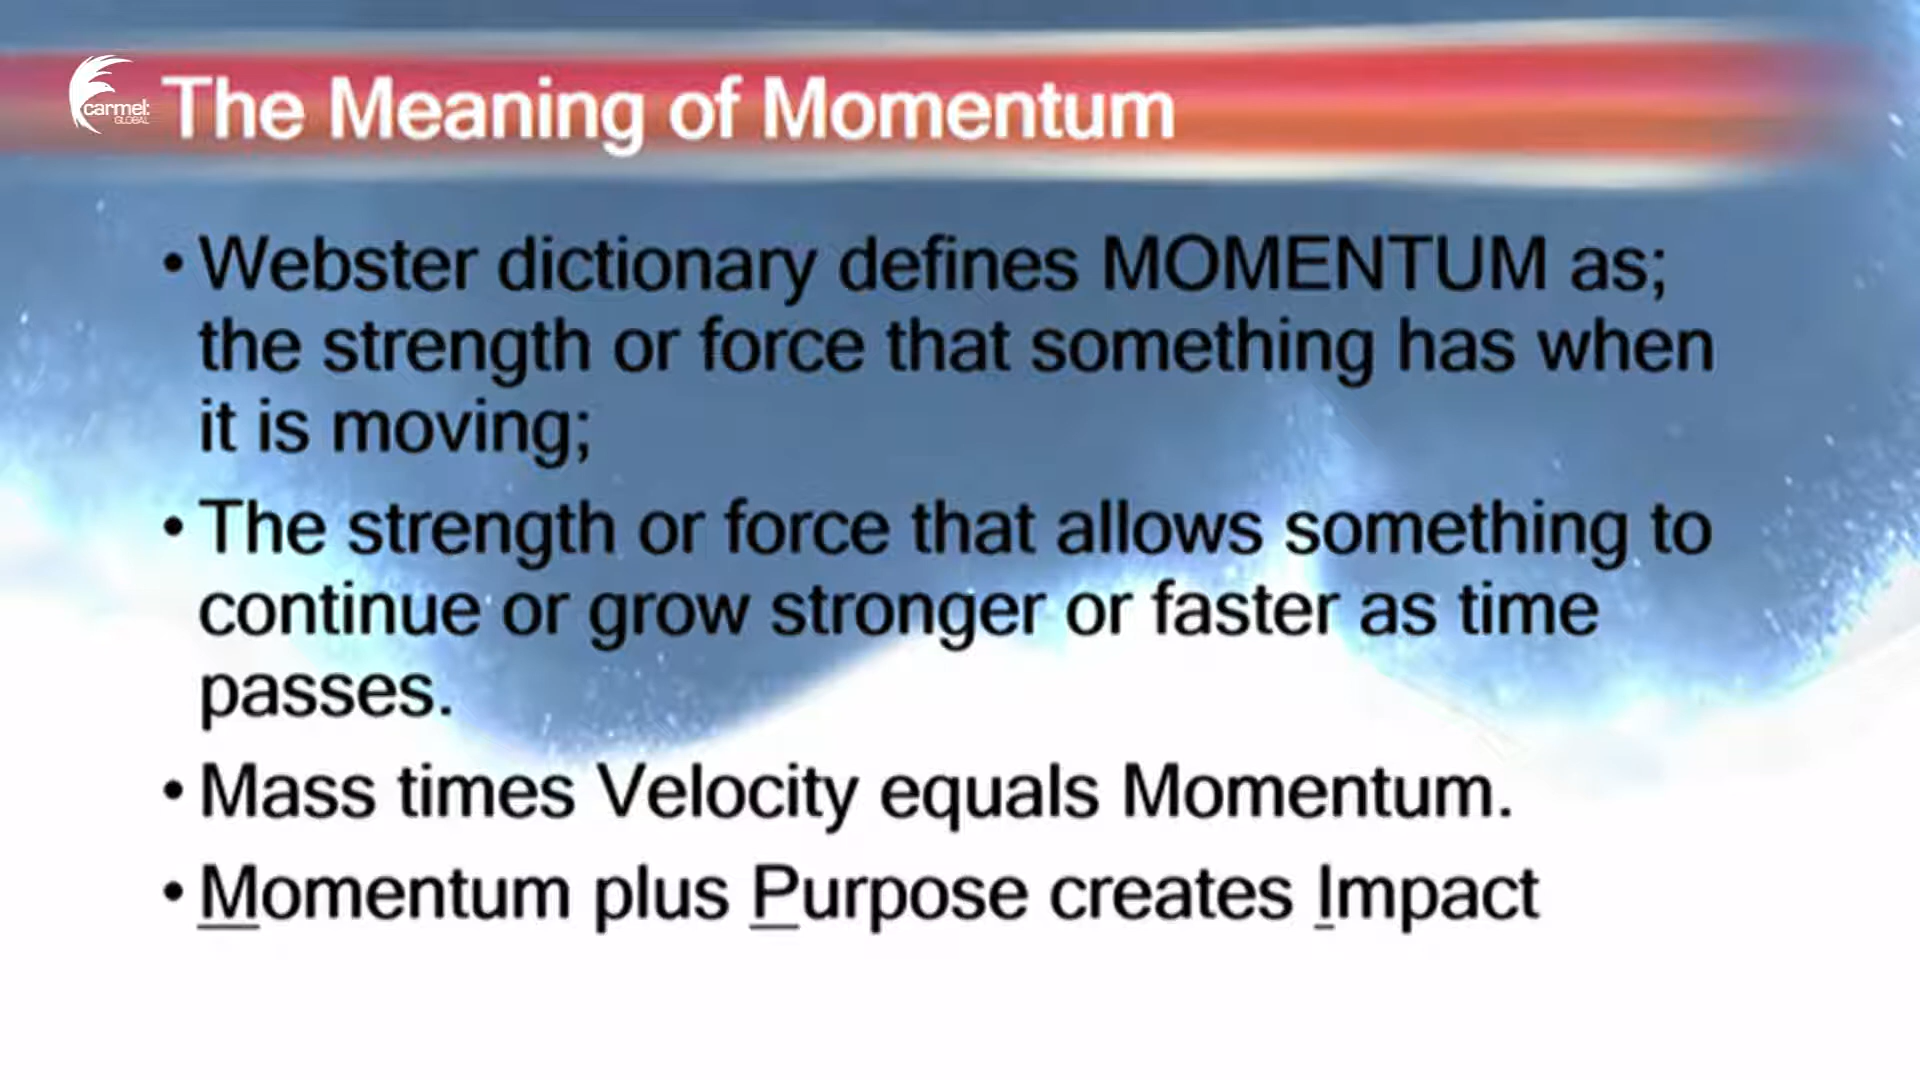 carmel:
GLOBAL
The Meaning of Momentum
• Webster dictionary defines MOMENTUM as;
the strength or force that something has when
it is moving;
• The strength or force that allows something to
continue or grow stronger or faster as time
passes.
• Mass times Velocity equals Momentum.
• Momentum plus Purpose creates Impact